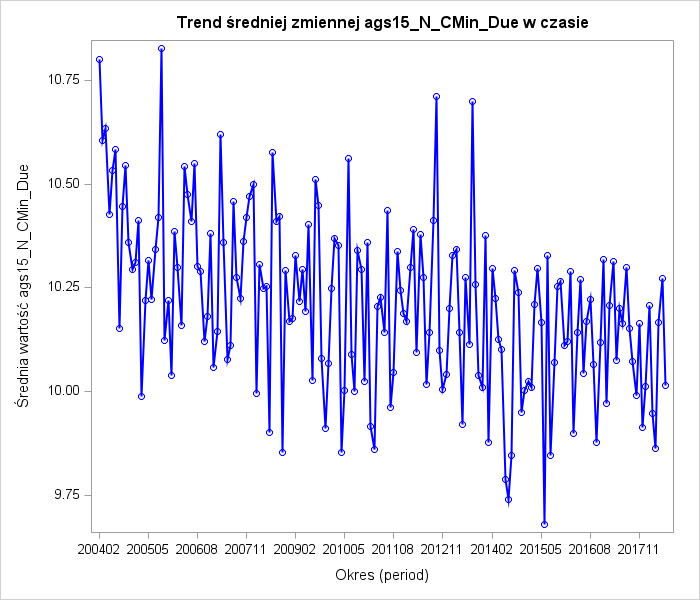 Trend średniej zmiennej ags15_N_CMin_Due w czasie
Średnia wartość ags15_N_CMin_Due
10.75
10.50
10.25
10.00
9.75
200402 200505 200608 200711 200902 201005 201108 201211 201402 201505 201608 201711
Okres (period)